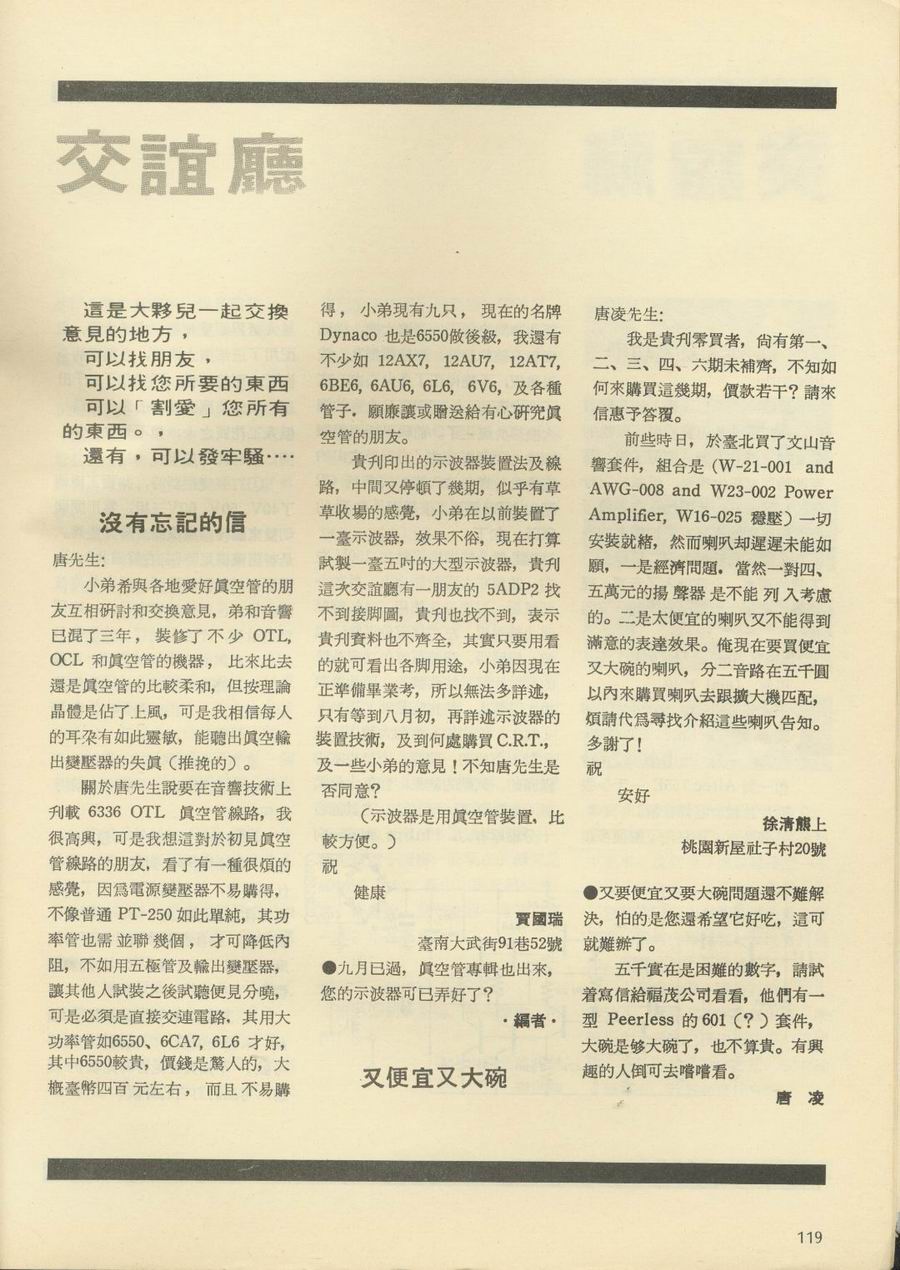 交誼廳
這是大夥兒一起交換
意見的地方，
可以找朋友，
可以找您所要的東西
可以「割愛」您所有
的東西。，
還有，可以發牢騷‥‥
沒有忘記的信
唐先生:
小弟希與各地愛好眞空管的朋
友互相硏討和交換意見，弟和音響
已混了三年，裝修了不少 OTL,
OCL 和眞空管的機器，比來比去
還是眞空管的比較柔和，但按理論
晶體是佔了上風，可是我相信每人
的耳朶有如此靈敏，能聽出眞空輸
出變壓器的失眞（推挽的）。
關於唐先生說要在音響技術上
刋載 6336 OTL 眞空管線路，我
很高興，可是我想這對於初見眞空
管線路的朋友，看了有一種很煩的
感覺，因爲電源變壓器不易購得，
不像普通 PT-250 如此單純，其功
率管也需並聯幾個，才可降低內
阻，不如用五極管及輸出變壓器，
讓其他人試裝之後試聽便見分曉，
可是必須是直接交連電路．其用大
功率管如6550、6CA7, 6L6 才好，
其中6550較貴，價錢是驚人的，大
槪臺幣四百元左右，而且不易購
得，小弟現有九只，現在的名牌
Dynaco 也是6550做後級，我還有
不少如 12AX7, 12AU7, 12AT7,
6BE6, 6AU6, 6L6, 6V6, 及各種
管子．願廉讓或贈送給有心研究眞
空管的朋友。
貴刋印出的示波器裝置法及線
路，中間又停頓了幾期，似乎有草
草收場的感覺，小弟在以前裝置了
一臺示波器，效果不俗，現在打算
試製一臺五吋的大型示波器，貴刋
這次交誼廳有一朋友的 5ADP2 找
不到接脚圖，貴刋也找不到，表示
貴刋資料也不齊全，其實只要用看
的就可看出各脚用途，小弟因現在
正準備畢業考，所以無法多詳述，
只有等到八月初，再詳述示波器的
裝置技術，及到何處購買C.R.T.,
及一些小弟的意見！不知唐先生是
否同意？
（示波器是用眞空管裝置．比
較方便。）
祝
健康
賈國瑞
臺南大武街91巷52號
●九月已過，眞空管專輯也出來，
您的示波器可已弄好了？
·編者·
又便宜又大碗
唐凌先生:
我是貴刋零買者，尙有第一、
二、三、四、六期未補齊，不知如
何來購買這幾期，價款若干？請來
信惠予答覆。
前些時日，於臺北買了文山音
響套件，組合是 (W-21-001 and
AWG-008 and W23-002 Power
Amplifier, W16-025 穩壓）一切
安裝就緒，然而喇叭却遲遲未能如
願，一是經濟問題．當然一對四、
五萬元的揚聲器是不能列入考慮
的。二是太便宜的喇叭又不能得到
滿意的表達效果。俺現在要買便宜
又大碗的喇叭，分二音路在五千圓
以內來購買喇叭去跟擴大機匹配，
煩請代爲尋找介紹這些喇叭告知。
多謝了！
祝
安好
徐清熊上
桃園新屋社子村20號
●又要便宜又要大碗問題還不難解
決，怕的是您還希望它好吃，這可
就難辦了。
五千實在是困難的數字，請試
着寫信給福茂公司看看，他們有一
型 Peerless 的601（？）套件，
大碗是够大碗了，也不算貴。有興
趣的人倒可去嚐嚐看。
唐　凌
119